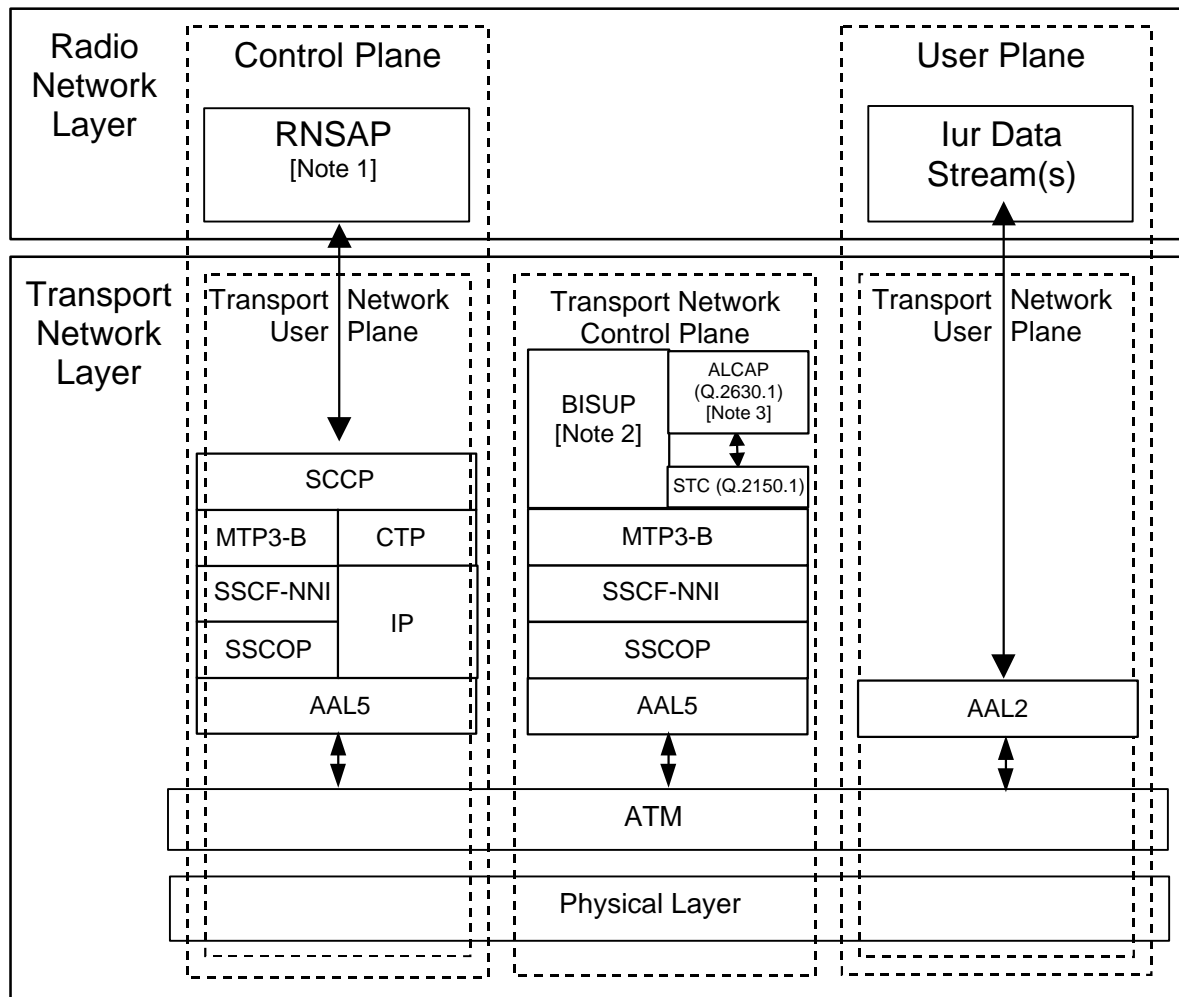 Radio
Network
Layer
Control Plane
RNSAP
[Note 1]
User Plane
Iur Data
Stream(s)
Transport
Network
Layer
Transport Network
User Plane
Transport Network
Control Plane
Transport Network
User Plane
SCCP
MTP3-B
CTP
SSCF-NNI
IP
SSCOP
AAL5
BISUP
[Note 2]
ALCAP
(Q.2630.1)
[Note 3]
STC (Q.2150.1)
MTP3-B
SSCF-NNI
SSCOP
AAL5
AAL2
ATM
Physical Layer